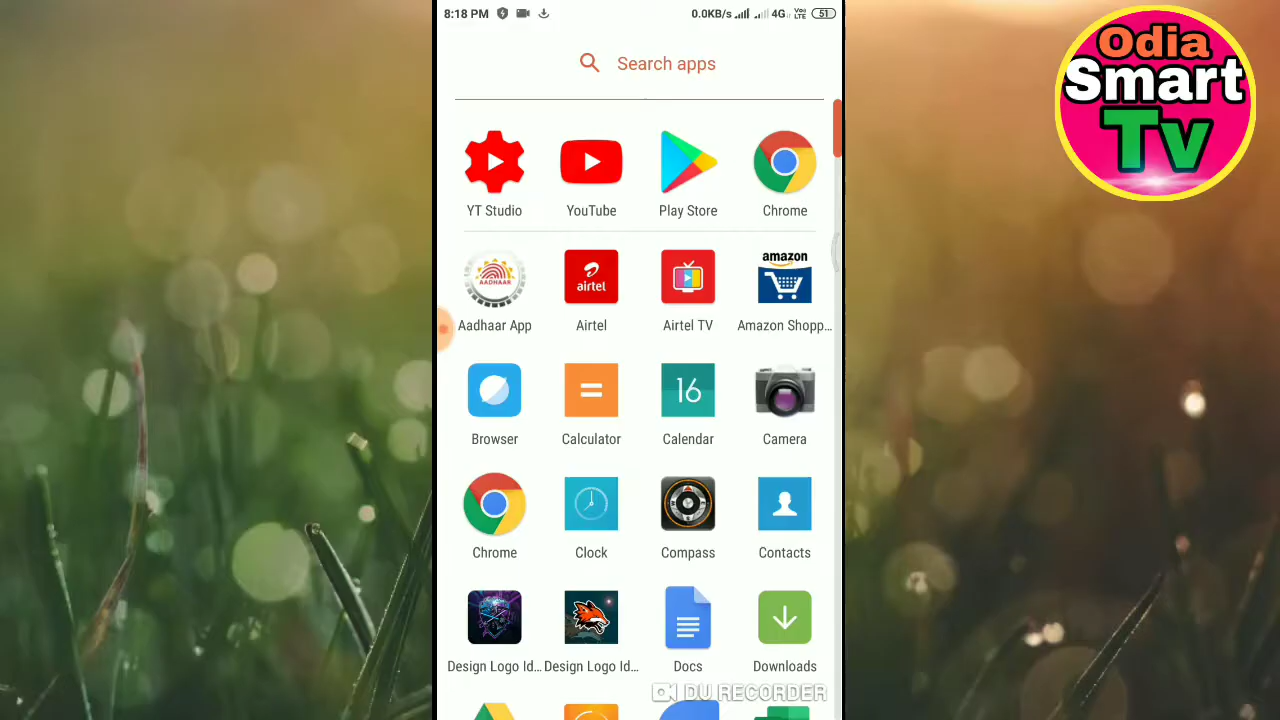 8:18 PM 0.0KB/s 4G Vo LTE 51
Odia
Smart
Tv
Search apps
YT Studio YouTube Play Store Chrome
AADHAAR airtel amazon
Aadhaar App Airtel Airtel TV Amazon Shopp...
16
Browser Calculator Calendar Camera
Chrome Clock Compass Contacts
Design Logo Id... Design Logo Id... Docs Downloads
DU RECORDER